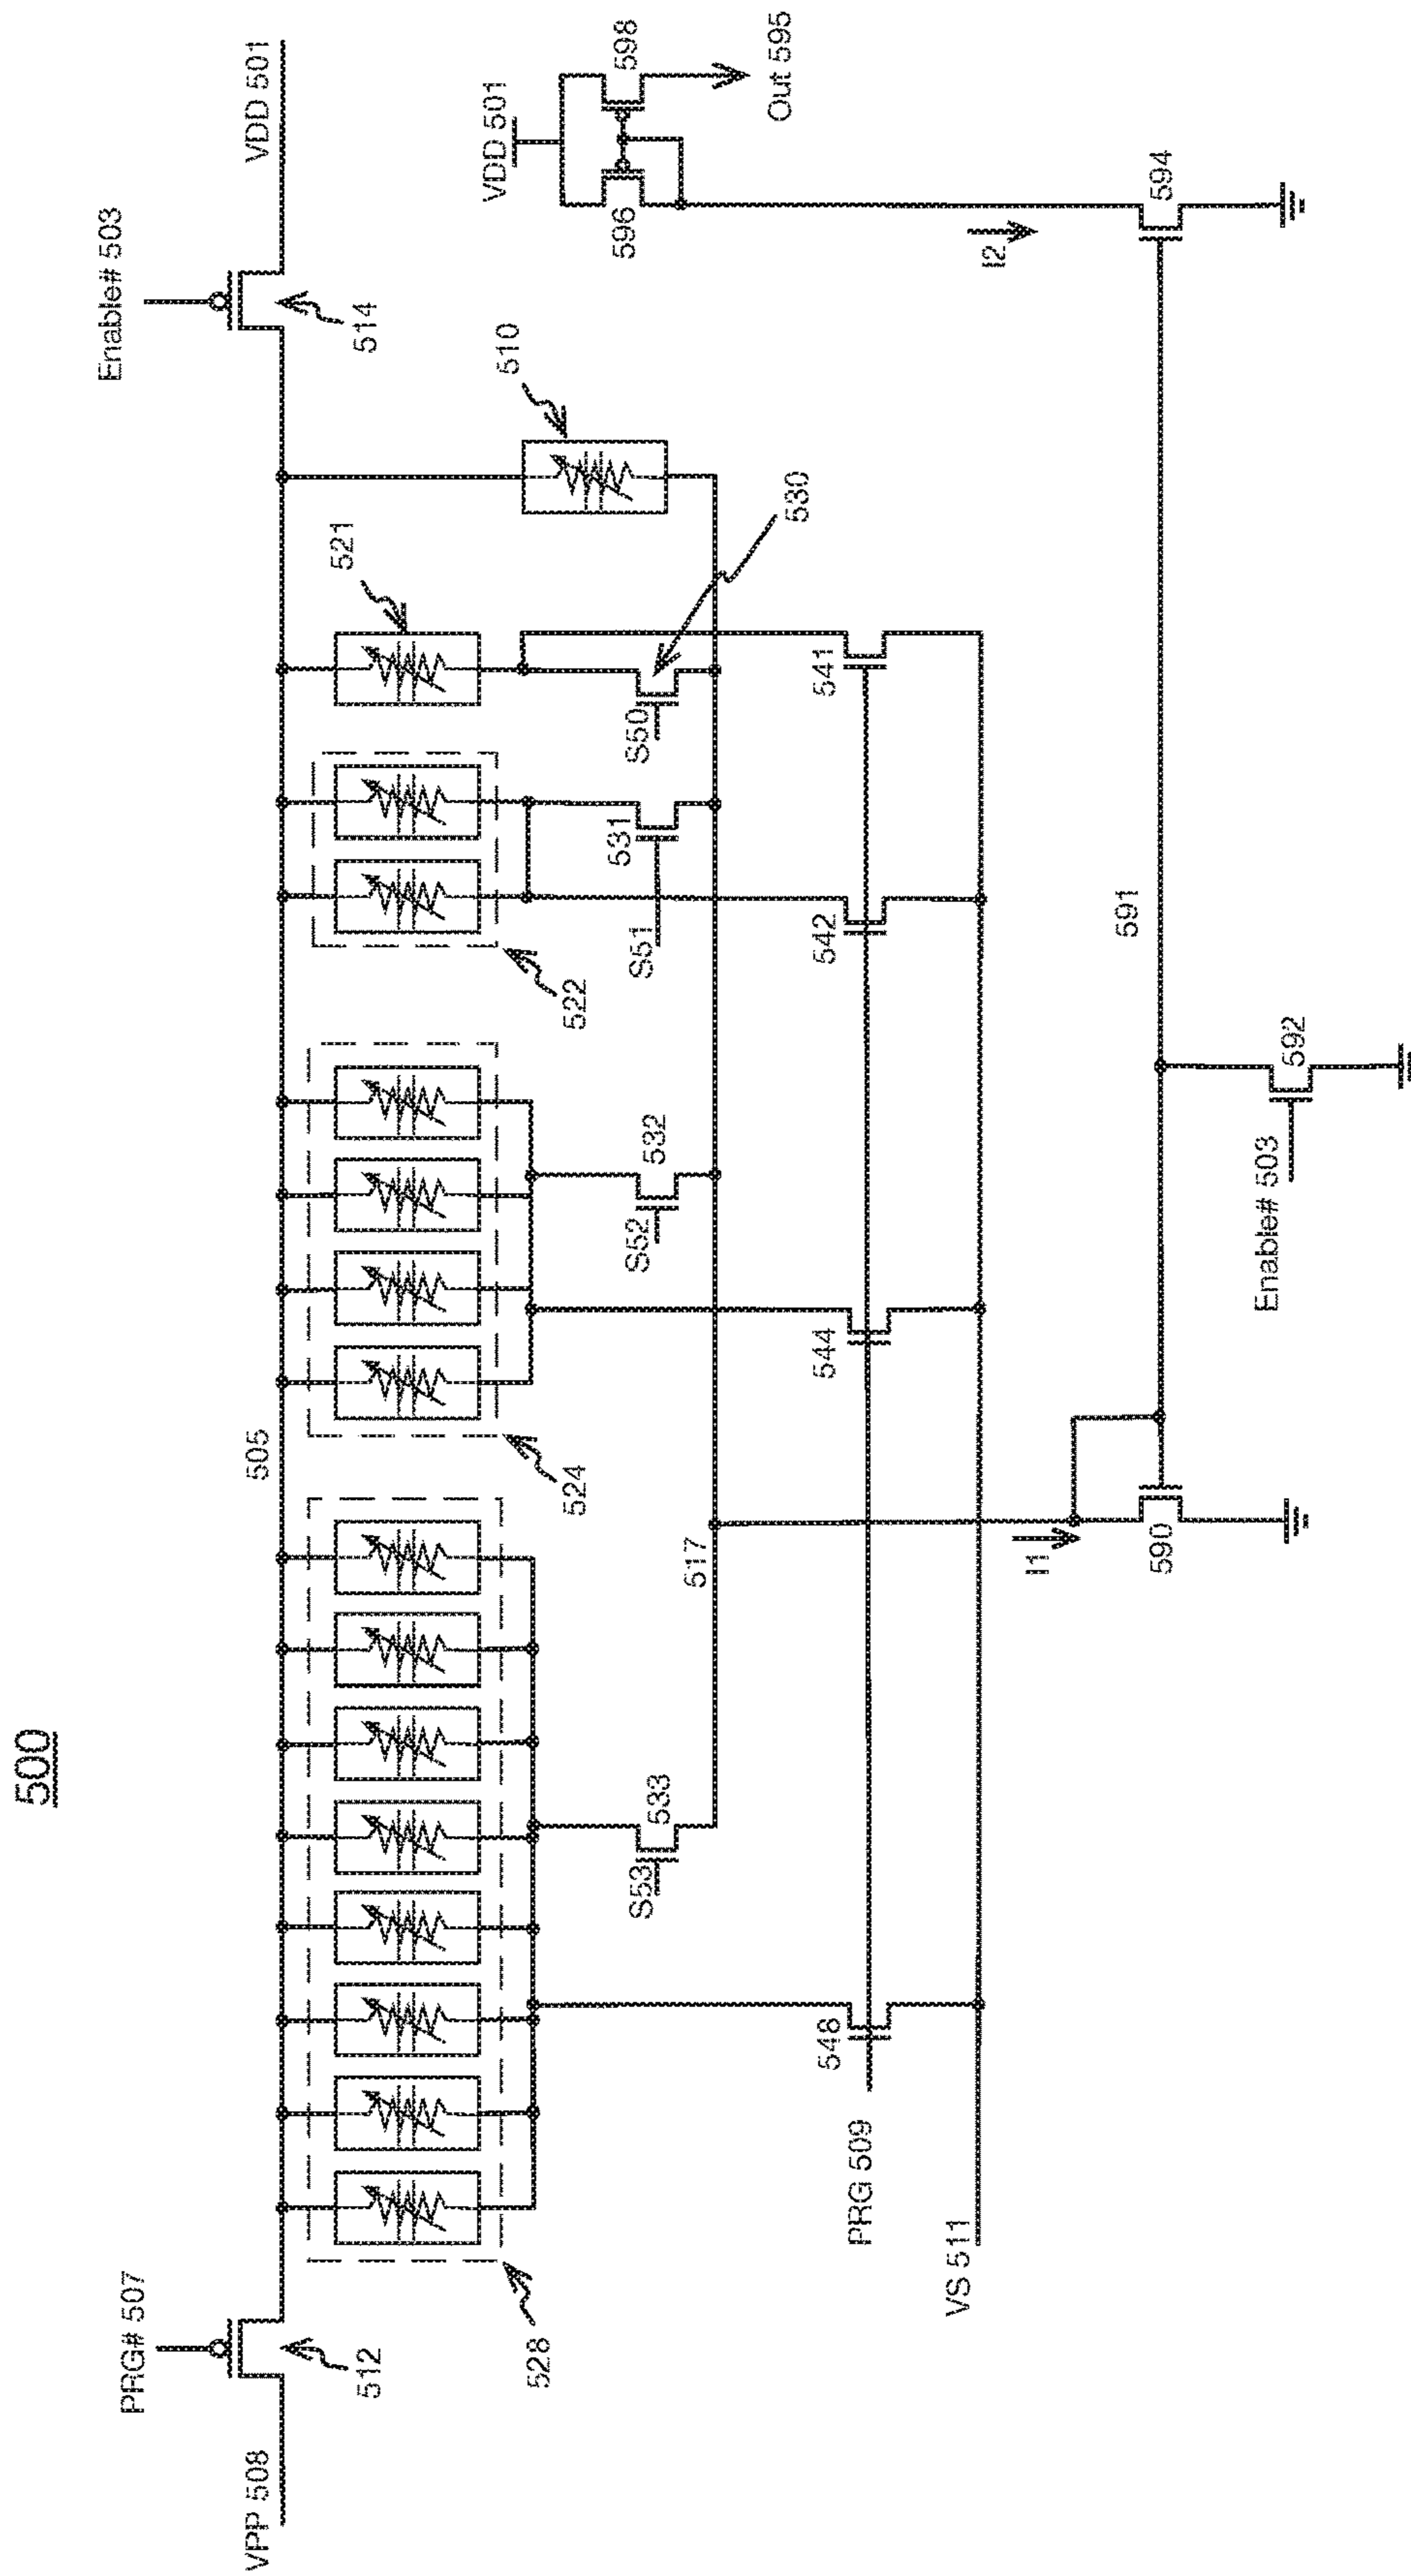 500
VPP 508
PRG# 507
512
505
Enable# 503
514
VDD 501
528
524
522
521
510
VDD 501
596
598
Out 595
S53
533
S52
532
S51
531
S50
530
517
548
544
542
541
PRG 509
VS 511
I1
590
591
Enable# 503
592
I2
594